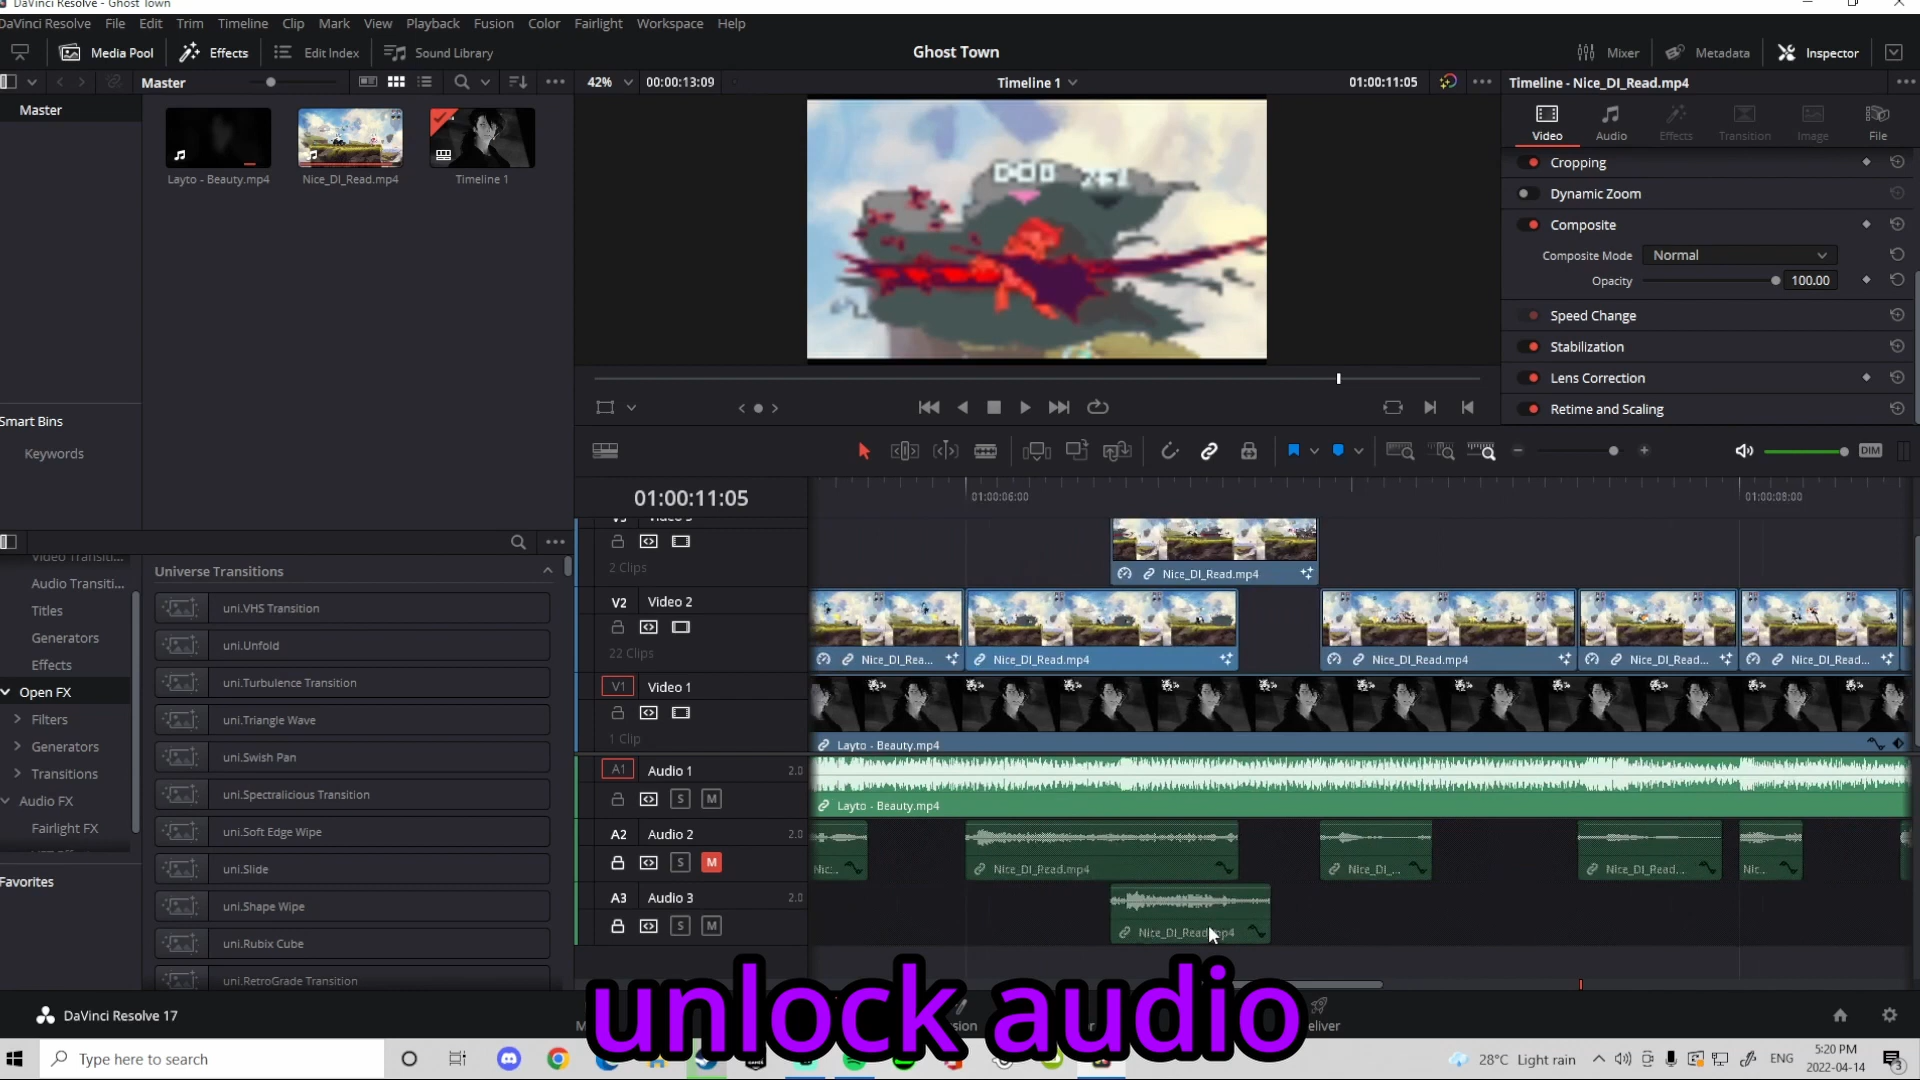 DaVinci Resolve - Ghost Town
DaVinci Resolve File Edit Trim Timeline Clip Mark View Playback Fusion Color Fairlight Workspace Help
Media Pool Effects Edit Index Sound Library Ghost Town Mixer Metadata Inspector
Master 42% 00:00:13:09 Timeline 1 01:00:11:05 Timeline - Nice_DI_Read.mp4
Master
Video Audio Effects Transition Image File
Layto - Beauty.mp4 Nice_DI_Read.mp4 Timeline 1
Cropping
Dynamic Zoom
Composite
Composite Mode Normal
Opacity 100.00
Speed Change
Stabilization
Lens Correction
Retime and Scaling
Smart Bins
Keywords
DIM
01:00:11:05 01:00:06:00 01:00:08:00
2 Clips
Nice_DI_Read.mp4
V2 Video 2
22 Clips
Nice_DI_Rea... Nice_DI_Read.mp4 Nice_DI_Read.mp4 Nice_DI_Read... Nice_DI_Rea...
V1 Video 1
1 Clip
Layto - Beauty.mp4
A1 Audio 1 2.0
S M
Layto - Beauty.mp4
A2 Audio 2 2.0
S M
Nic... Nice_DI_Read.mp4 Nice_DI_... Nice_DI_Read... Nic...
A3 Audio 3 2.0
S M
Nice_DI_Read.mp4
Video Transiti...
Audio Transiti...
Titles
Generators
Effects
Open FX
Filters
Generators
Transitions
Audio FX
Fairlight FX
Favorites
Universe Transitions
uni.VHS Transition
uni.Unfold
uni.Turbulence Transition
uni.Triangle Wave
uni.Swish Pan
uni.Spectralicious Transition
uni.Soft Edge Wipe
uni.Slide
uni.Shape Wipe
uni.Rubix Cube
uni.RetroGrade Transition
unlock audio
DaVinci Resolve 17
Type here to search
28°C Light rain
ENG
5:20 PM
2022-04-14
3